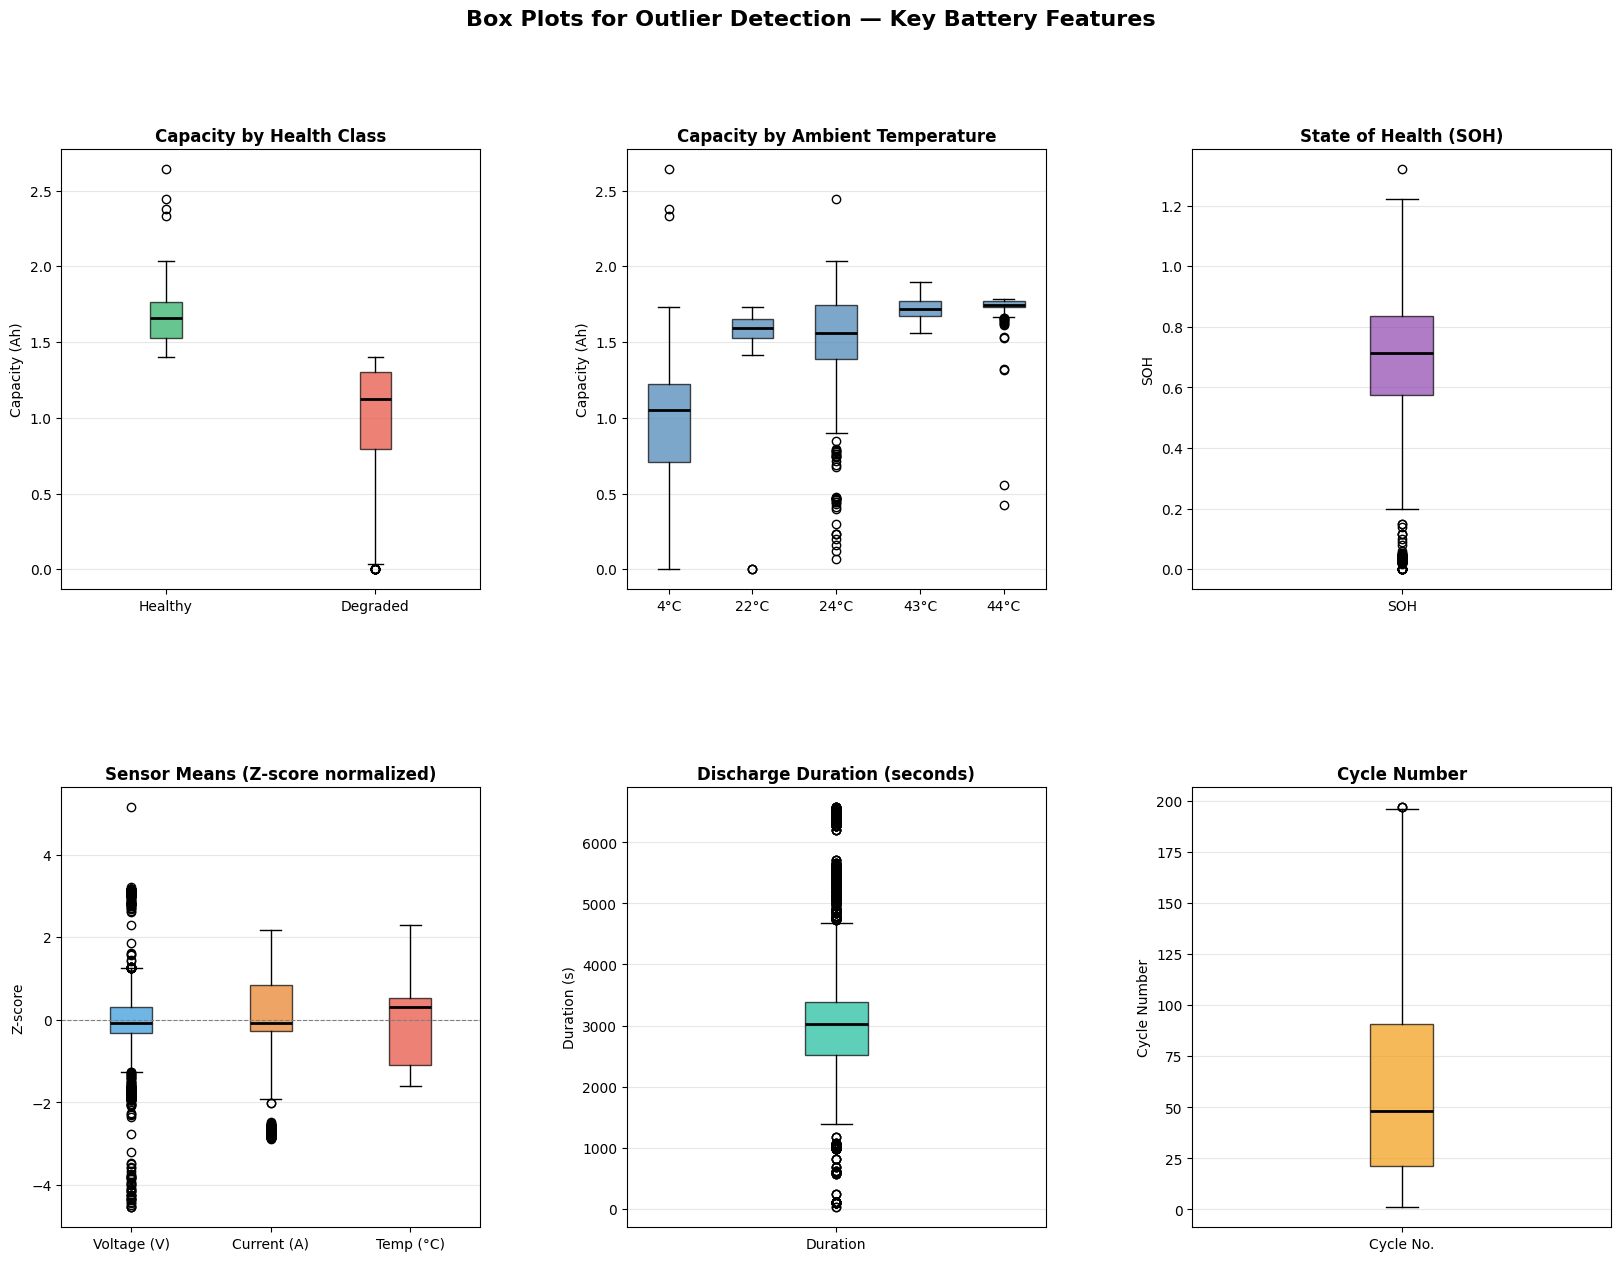 Box Plots for Outlier Detection — Key Battery Features
Capacity by Health Class
Capacity (Ah)
2.5
2.0
1.5
1.0
0.5
0.0
Healthy
Degraded
Capacity by Ambient Temperature
Capacity (Ah)
2.5
2.0
1.5
1.0
0.5
0.0
4°C
22°C
24°C
43°C
44°C
State of Health (SOH)
SOH
1.2
1.0
0.8
0.6
0.4
0.2
0.0
SOH
Sensor Means (Z-score normalized)
Z-score
4
2
0
−2
−4
Voltage (V)
Current (A)
Temp (°C)
Discharge Duration (seconds)
Duration (s)
6000
5000
4000
3000
2000
1000
0
Duration
Cycle Number
Cycle Number
200
175
150
125
100
75
50
25
0
Cycle No.